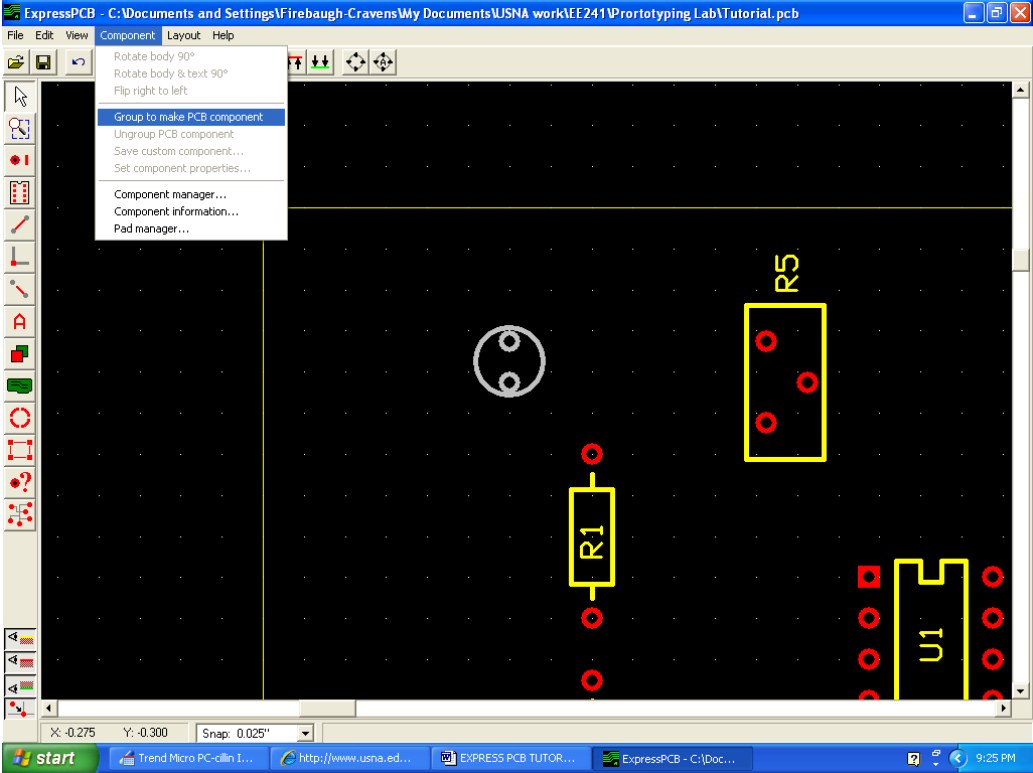 ExpressPCB - C:\Documents and Settings\Firebaugh-Cravens\My Documents\USNA work\EE241\Prortotyping Lab\Tutorial.pcb
File Edit View Component Layout Help
Rotate body 90°
Rotate body & text 90°
Flip right to left
Group to make PCB component
Ungroup PCB component
Save custom component...
Set component properties...
Component manager...
Component information...
Pad manager...
R5
R1
U1
X: -0.275 Y: -0.300 Snap: 0.025"
start Trend Micro PC-cillin I... http://www.usna.ed... EXPRESS PCB TUTOR... ExpressPCB - C:\Doc... 9:25 PM